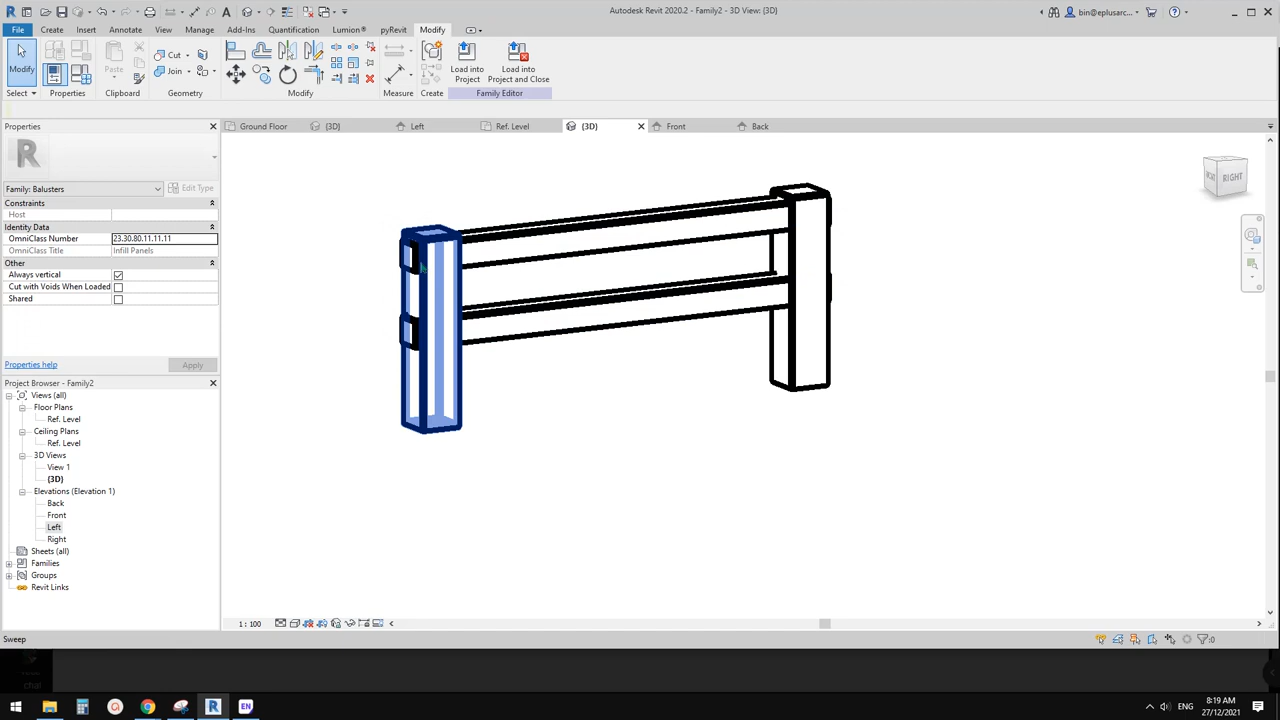 Autodesk Revit 2020.2 - Family2 - 3D View: {3D}
bin@eplusarc...
File Create Insert Annotate View Manage Add-Ins Quantification Lumion® pyRevit Modify
Modify
Paste
Cut
Join
Load into
Project
Load into
Project and Close
Select Properties Clipboard Geometry Modify Measure Create Family Editor
Properties
Ground Floor {3D} Left Ref. Level {3D} Front Back
R
Family: Balusters Edit Type
Constraints
Host
Identity Data
OmniClass Number 23.30.80.11.11.11
OmniClass Title Infill Panels
Other
Always vertical
Cut with Voids When Loaded
Shared
Properties help Apply
Project Browser - Family2
Views (all)
Floor Plans
Ref. Level
Ceiling Plans
Ref. Level
3D Views
View 1
{3D}
Elevations (Elevation 1)
Back
Front
Left
Right
Sheets (all)
Families
Groups
Revit Links
RIGHT
1 : 100
Sweep
:0
EN
ENG
8:19 AM
27/12/2021